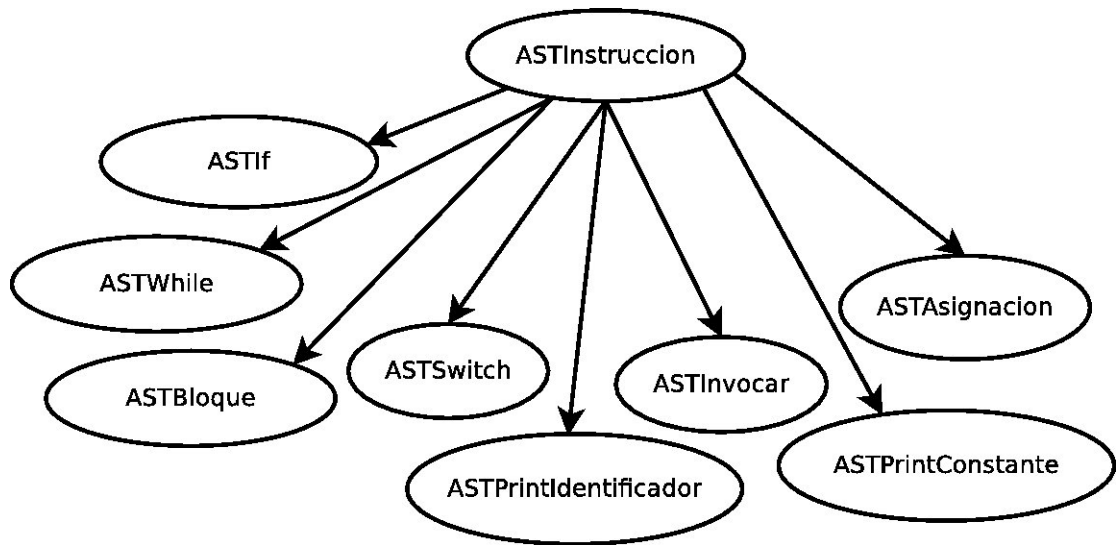 ASTInstruccion
ASTIf
ASTWhile
ASTAsignacion
ASTSwitch
ASTInvocar
ASTBloque
ASTPrintConstante
ASTPrintIdentificador